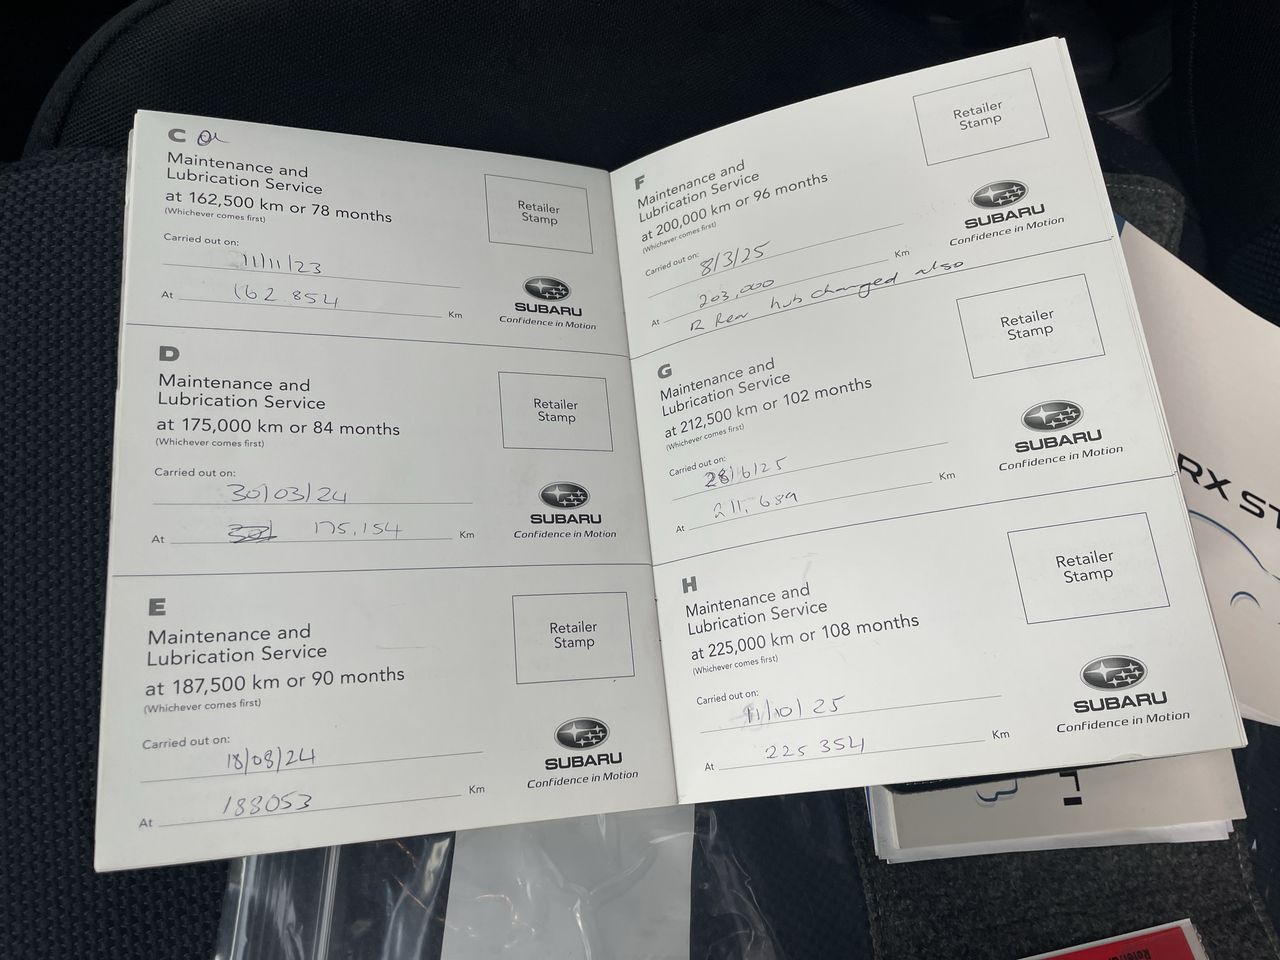 C
Maintenance and
Lubrication Service
at 162,500 km or 78 months
(Whichever comes first)
Retailer
Stamp
Carried out on:
11/11/23
At 162 854 Km
SUBARU
Confidence in Motion
D
Maintenance and
Lubrication Service
at 175,000 km or 84 months
(Whichever comes first)
Retailer
Stamp
Carried out on:
30/03/24
At 175,154 Km
SUBARU
Confidence in Motion
E
Maintenance and
Lubrication Service
at 187,500 km or 90 months
(Whichever comes first)
Retailer
Stamp
Carried out on:
18/08/24
At 188053 Km
SUBARU
Confidence in Motion
F
Maintenance and
Lubrication Service
at 200,000 km or 96 months
(Whichever comes first)
Retailer
Stamp
Carried out on:
8/3/25
At 203,000 Km
R Rear hub changed also
SUBARU
Confidence in Motion
G
Maintenance and
Lubrication Service
at 212,500 km or 102 months
(Whichever comes first)
Retailer
Stamp
Carried out on:
28/6/25
At 211,689 Km
SUBARU
Confidence in Motion
H
Maintenance and
Lubrication Service
at 225,000 km or 108 months
(Whichever comes first)
Retailer
Stamp
Carried out on:
11/10/25
At 225 354 Km
SUBARU
Confidence in Motion
RX ST